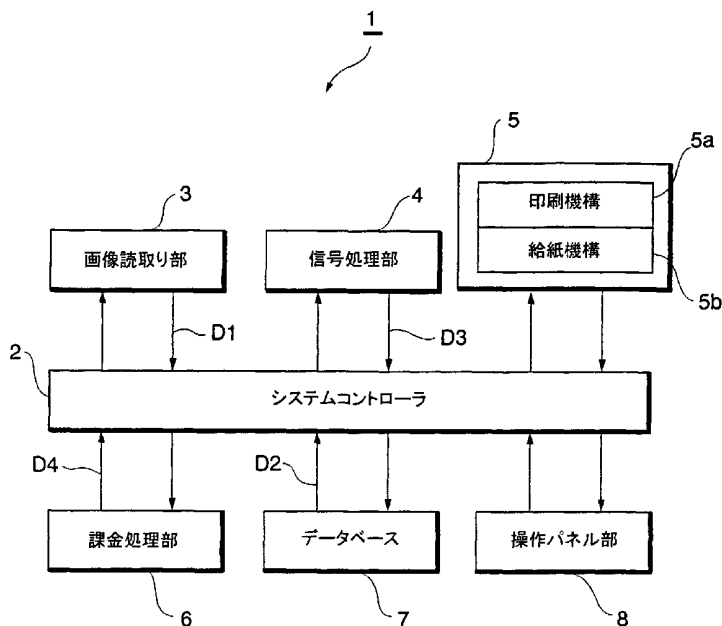 1
5
5a
印刷機構
3
4
画像読取り部
信号処理部
給紙機構
5b
D1
D3
2
システムコントローラ
D4
D2
課金処理部
データベース
操作パネル部
6
7
8